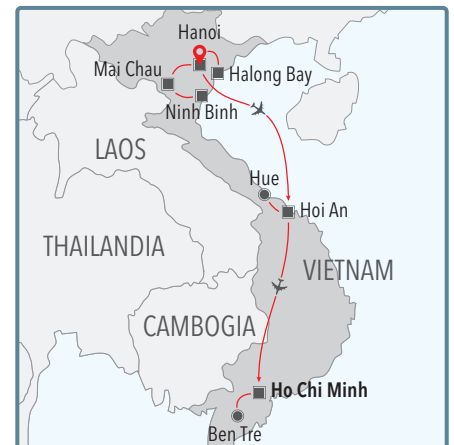 Hanoi
Mai Chau
Halong Bay
Ninh Binh
LAOS
Hue
Hoi An
THAILANDIA
VIETNAM
CAMBOGIA
Ho Chi Minh
Ben Tre